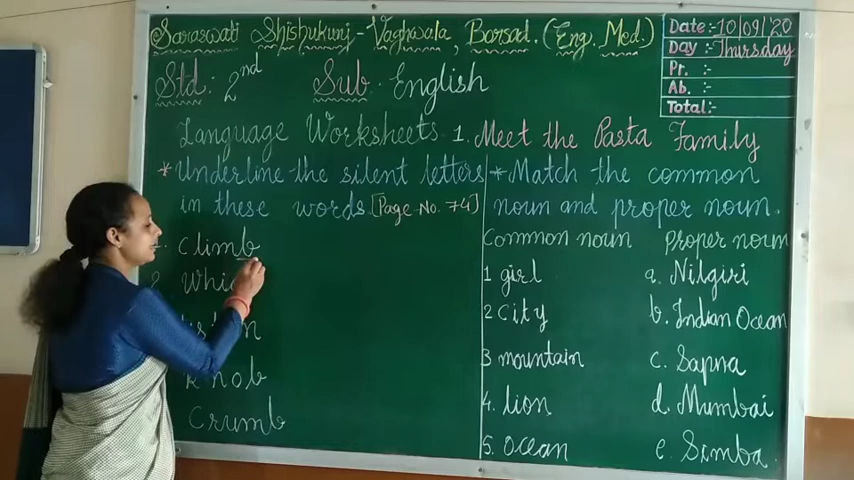 Saraswati Shishukunj - Vaghwala, Borsad. (Eng. Med.)
Date:- 10/09/20
Day :- Thursday
Pr. :-
Ab. :-
Total:-
Std : 2nd Sub : English
Language Worksheets 1. Meet the Pasta Family
* Underline the silent letters
in these words [Page-No. 74]
climb
2 Whi
n
knob
crumb
* Match the common
noun and proper noun.
Common noun Proper noun
1 girl a. Nilgiri
2 City b. Indian Ocean
3 mountain c. Sapna
4. lion d. Mumbai
5. Ocean e. Simba.